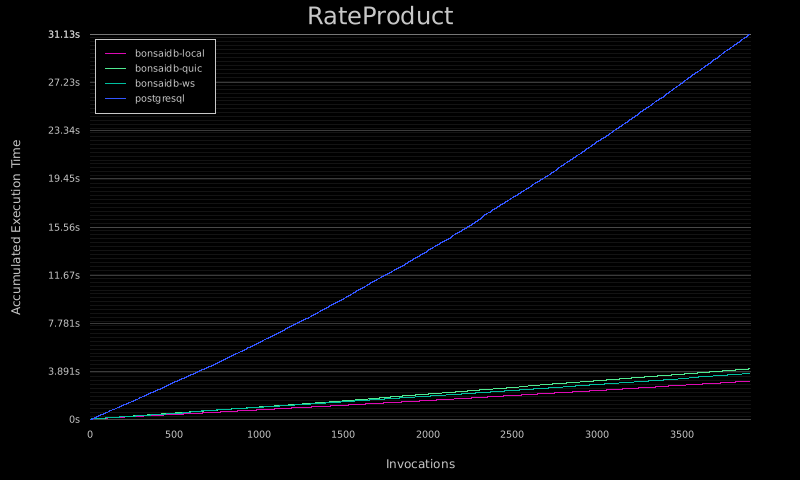 RateProduct
31.13s
27.23s
23.34s
19.45s
15.56s
11.67s
7.781s
3.891s
0s
Accumulated Execution Time
bonsaidb-local
bonsaidb-quic
bonsaidb-ws
postgresql
0 500 1000 1500 2000 2500 3000 3500
Invocations